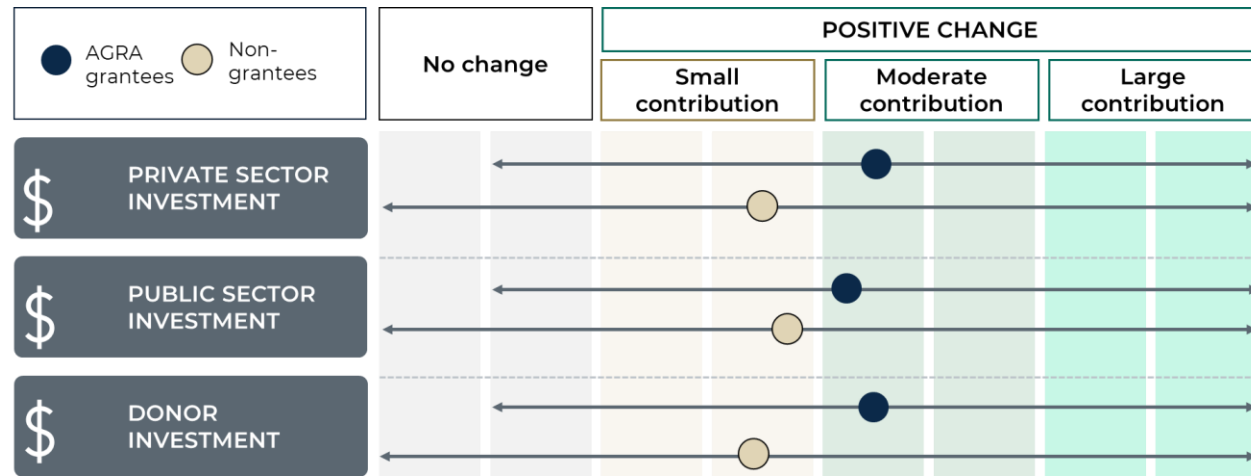 AGRA
grantees
Non-
grantees
No change
POSITIVE CHANGE
Small
contribution
Moderate
contribution
Large
contribution
$
PRIVATE SECTOR
INVESTMENT
$
PUBLIC SECTOR
INVESTMENT
$
DONOR
INVESTMENT